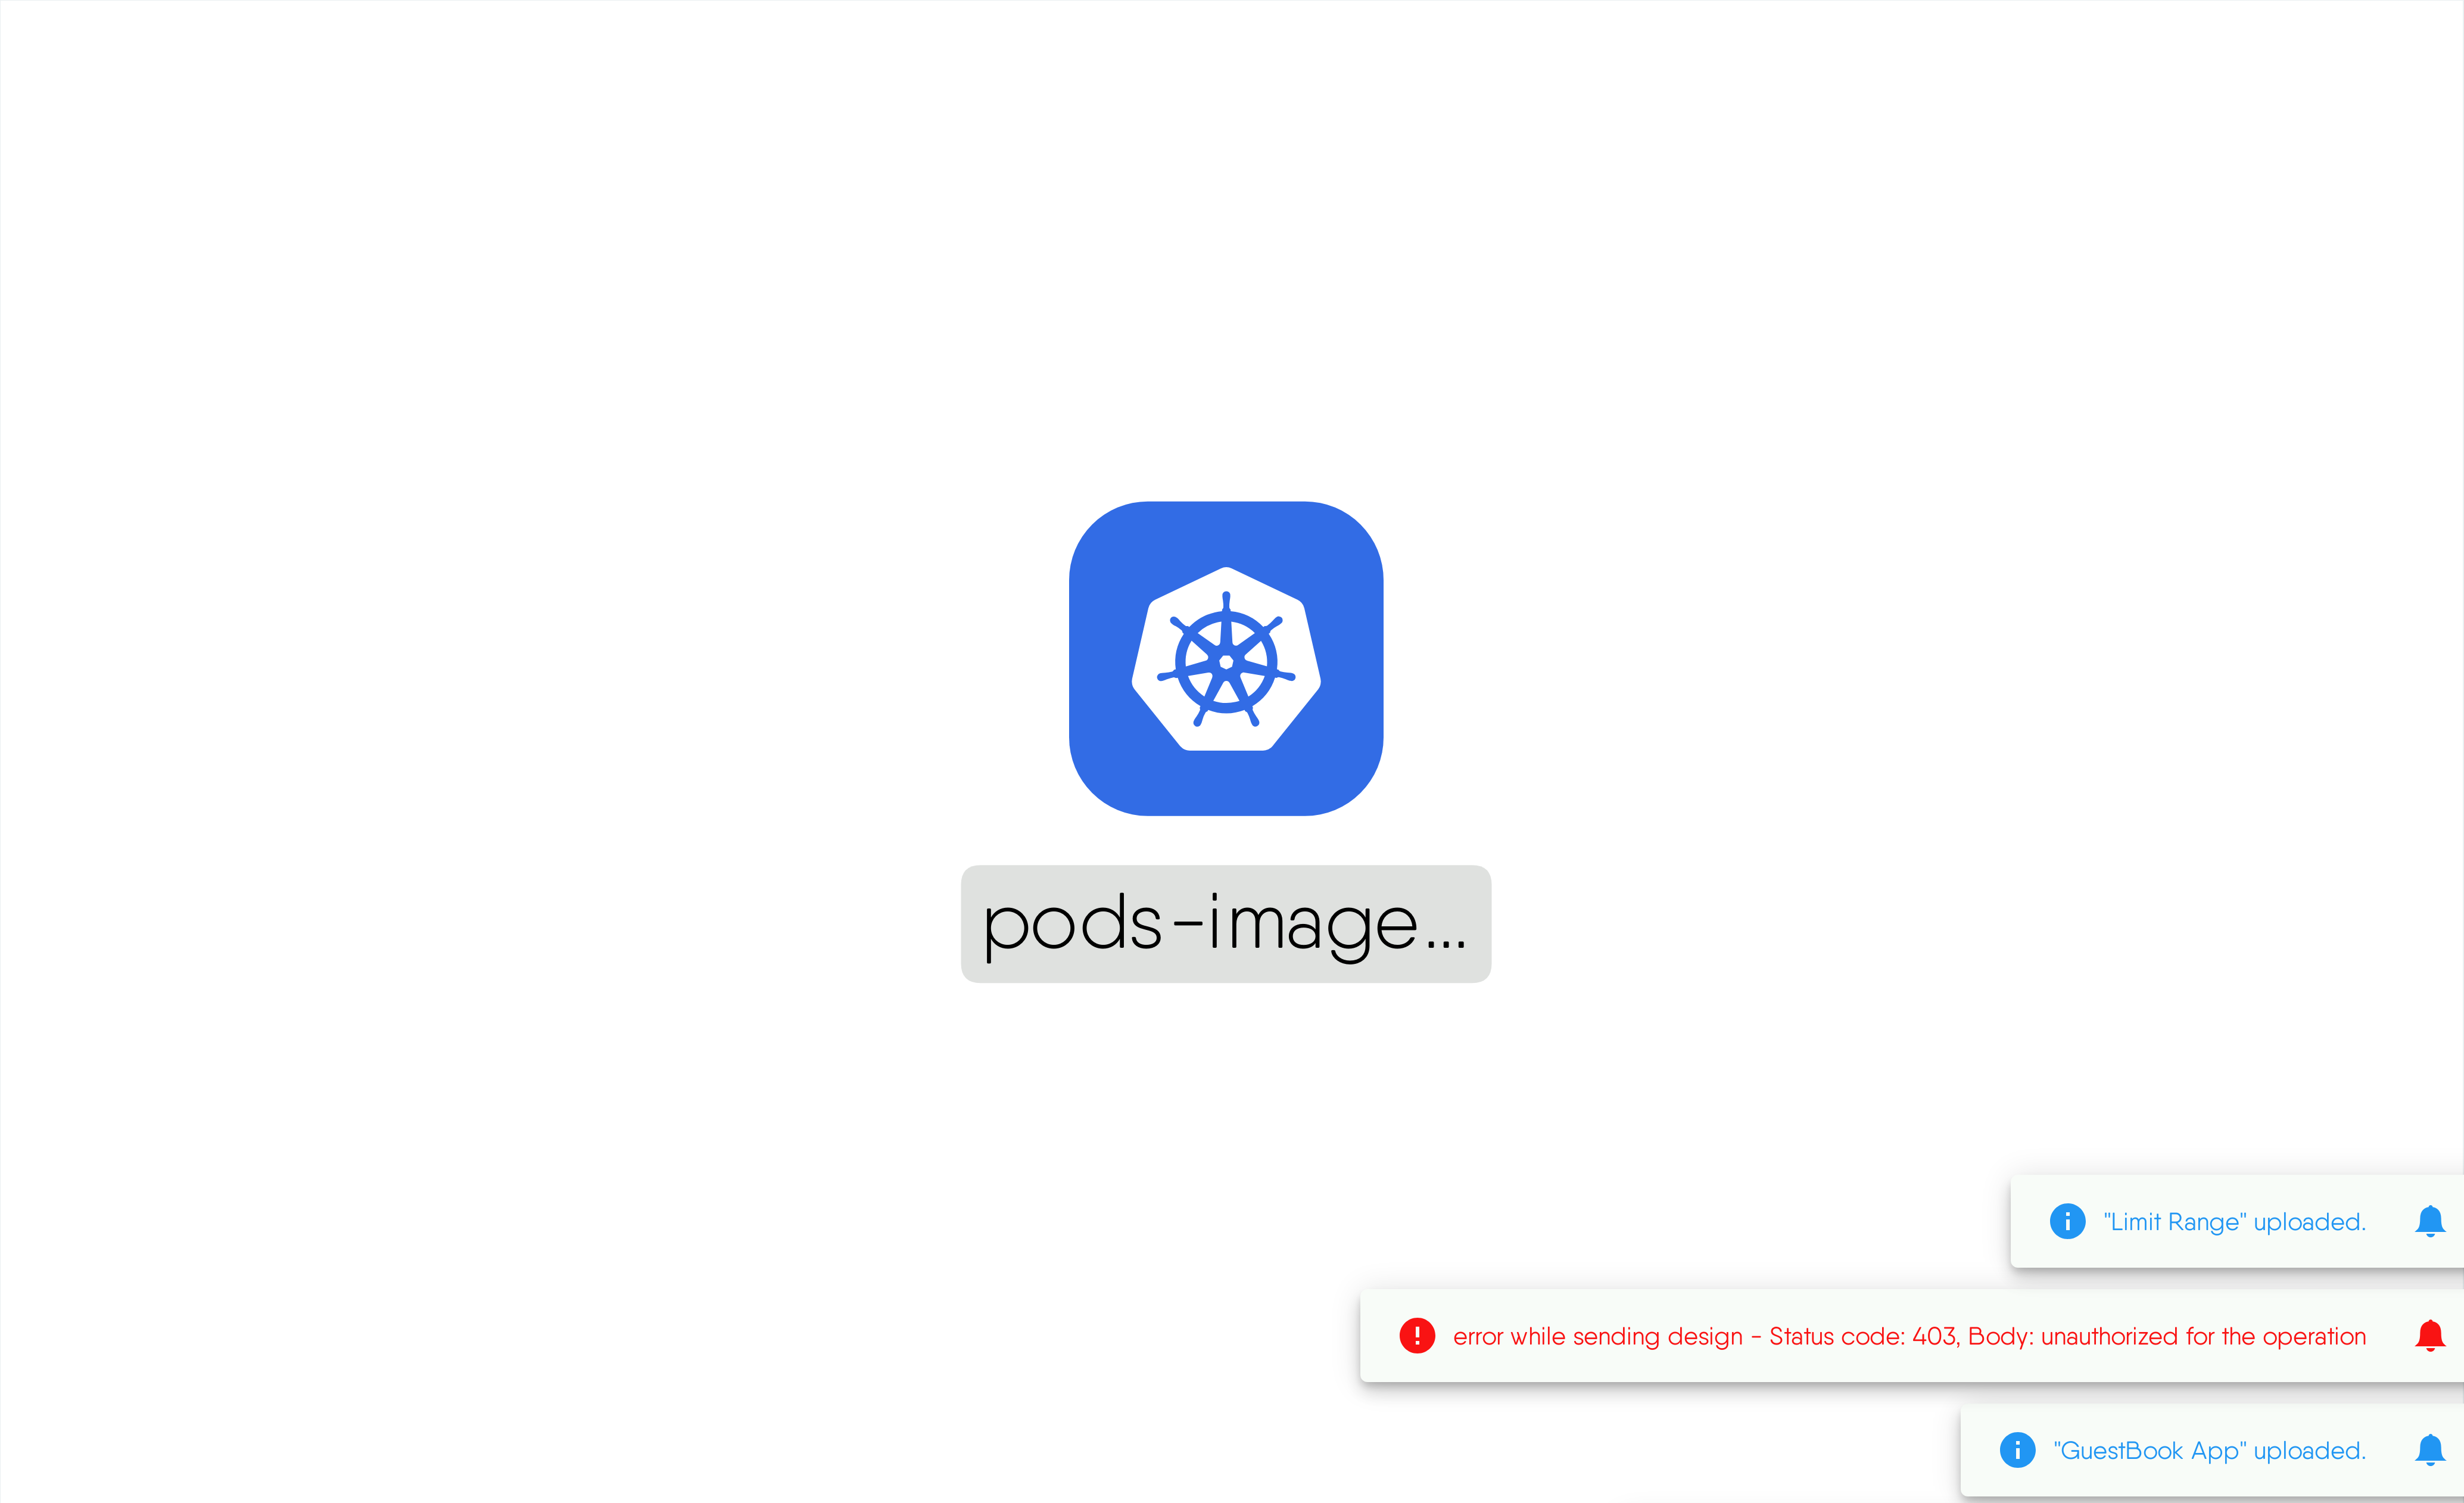 pods-image...
"Limit Range" uploaded.
error while sending design - Status code: 403, Body: unauthorized for the operation
"GuestBook App" uploaded.